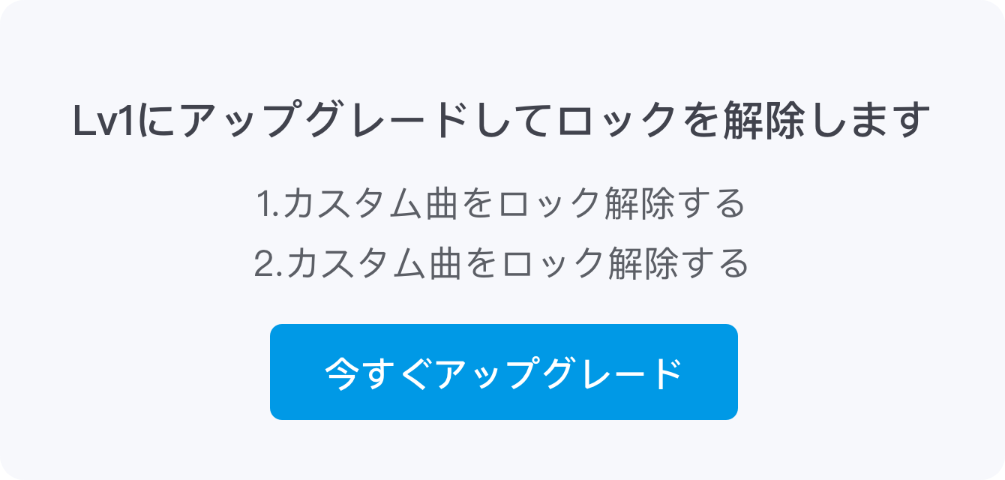 Lv1にアップグレードしてロックを解除します
1.カスタム曲をロック解除する
2.カスタム曲をロック解除する
今すぐアップグレード